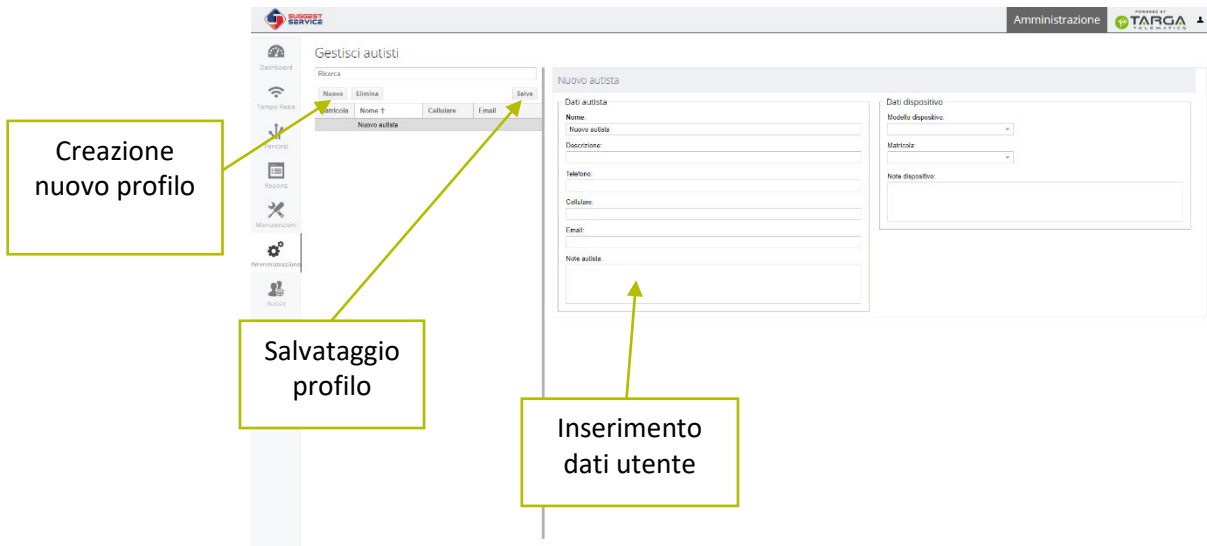 SUGGEST
SERVICE
Amministrazione
POWERED BY
TARGA
TELEMATICS
Dashboard
Tempo Reale
Percorsi
Reports
Manutenzioni
Amministrazione
Autisti
Gestisci autisti
Ricerca
Nuovo Elimina Salva
Matricola Nome ↑ Cellulare Email
Nuovo autista
Nuovo autista
Dati autista
Nome:
Nuovo autista
Descrizione:
Telefono:
Cellulare:
Email:
Note autista:
Dati dispositivo
Modello dispositivo:
Matricola:
Note dispositivo:
Creazione
nuovo profilo
Salvataggio
profilo
Inserimento
dati utente